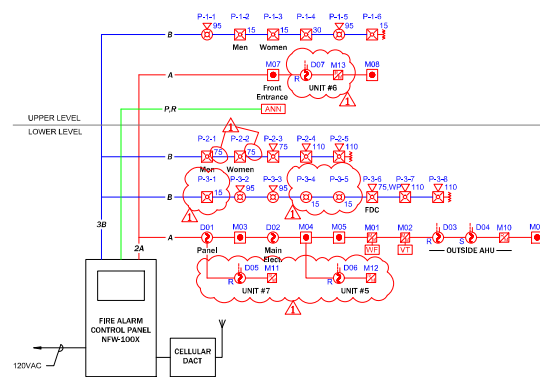 P-1-1 P-1-2 P-1-3 P-1-4 P-1-5 P-1-6
B 95 15 15 30 95 15
Men Women
M07 D07 M13 M08
A R
Front Entrance UNIT #6
1
P,R ANN
UPPER LEVEL
LOWER LEVEL
1
P-2-1 P-2-2 P-2-3 P-2-4 P-2-5
B 75 75 75 110 110
Men Women
P-3-1 P-3-2 P-3-3 P-3-4 P-3-5 P-3-6 P-3-7 P-3-8
B 15 95 95 15 15 75,WP 110 110
1 1 FDC
3B 2A
D01 M03 D02 M04 M05 M01 M02 D03 D04 M10
A WF VT R S
Panel Main Elect. OUTSIDE AHU
D05 M11 D06 M12
R R
UNIT #7 UNIT #5
1
FIRE ALARM
CONTROL PANEL
NFW-100X
CELLULAR
DACT
120VAC